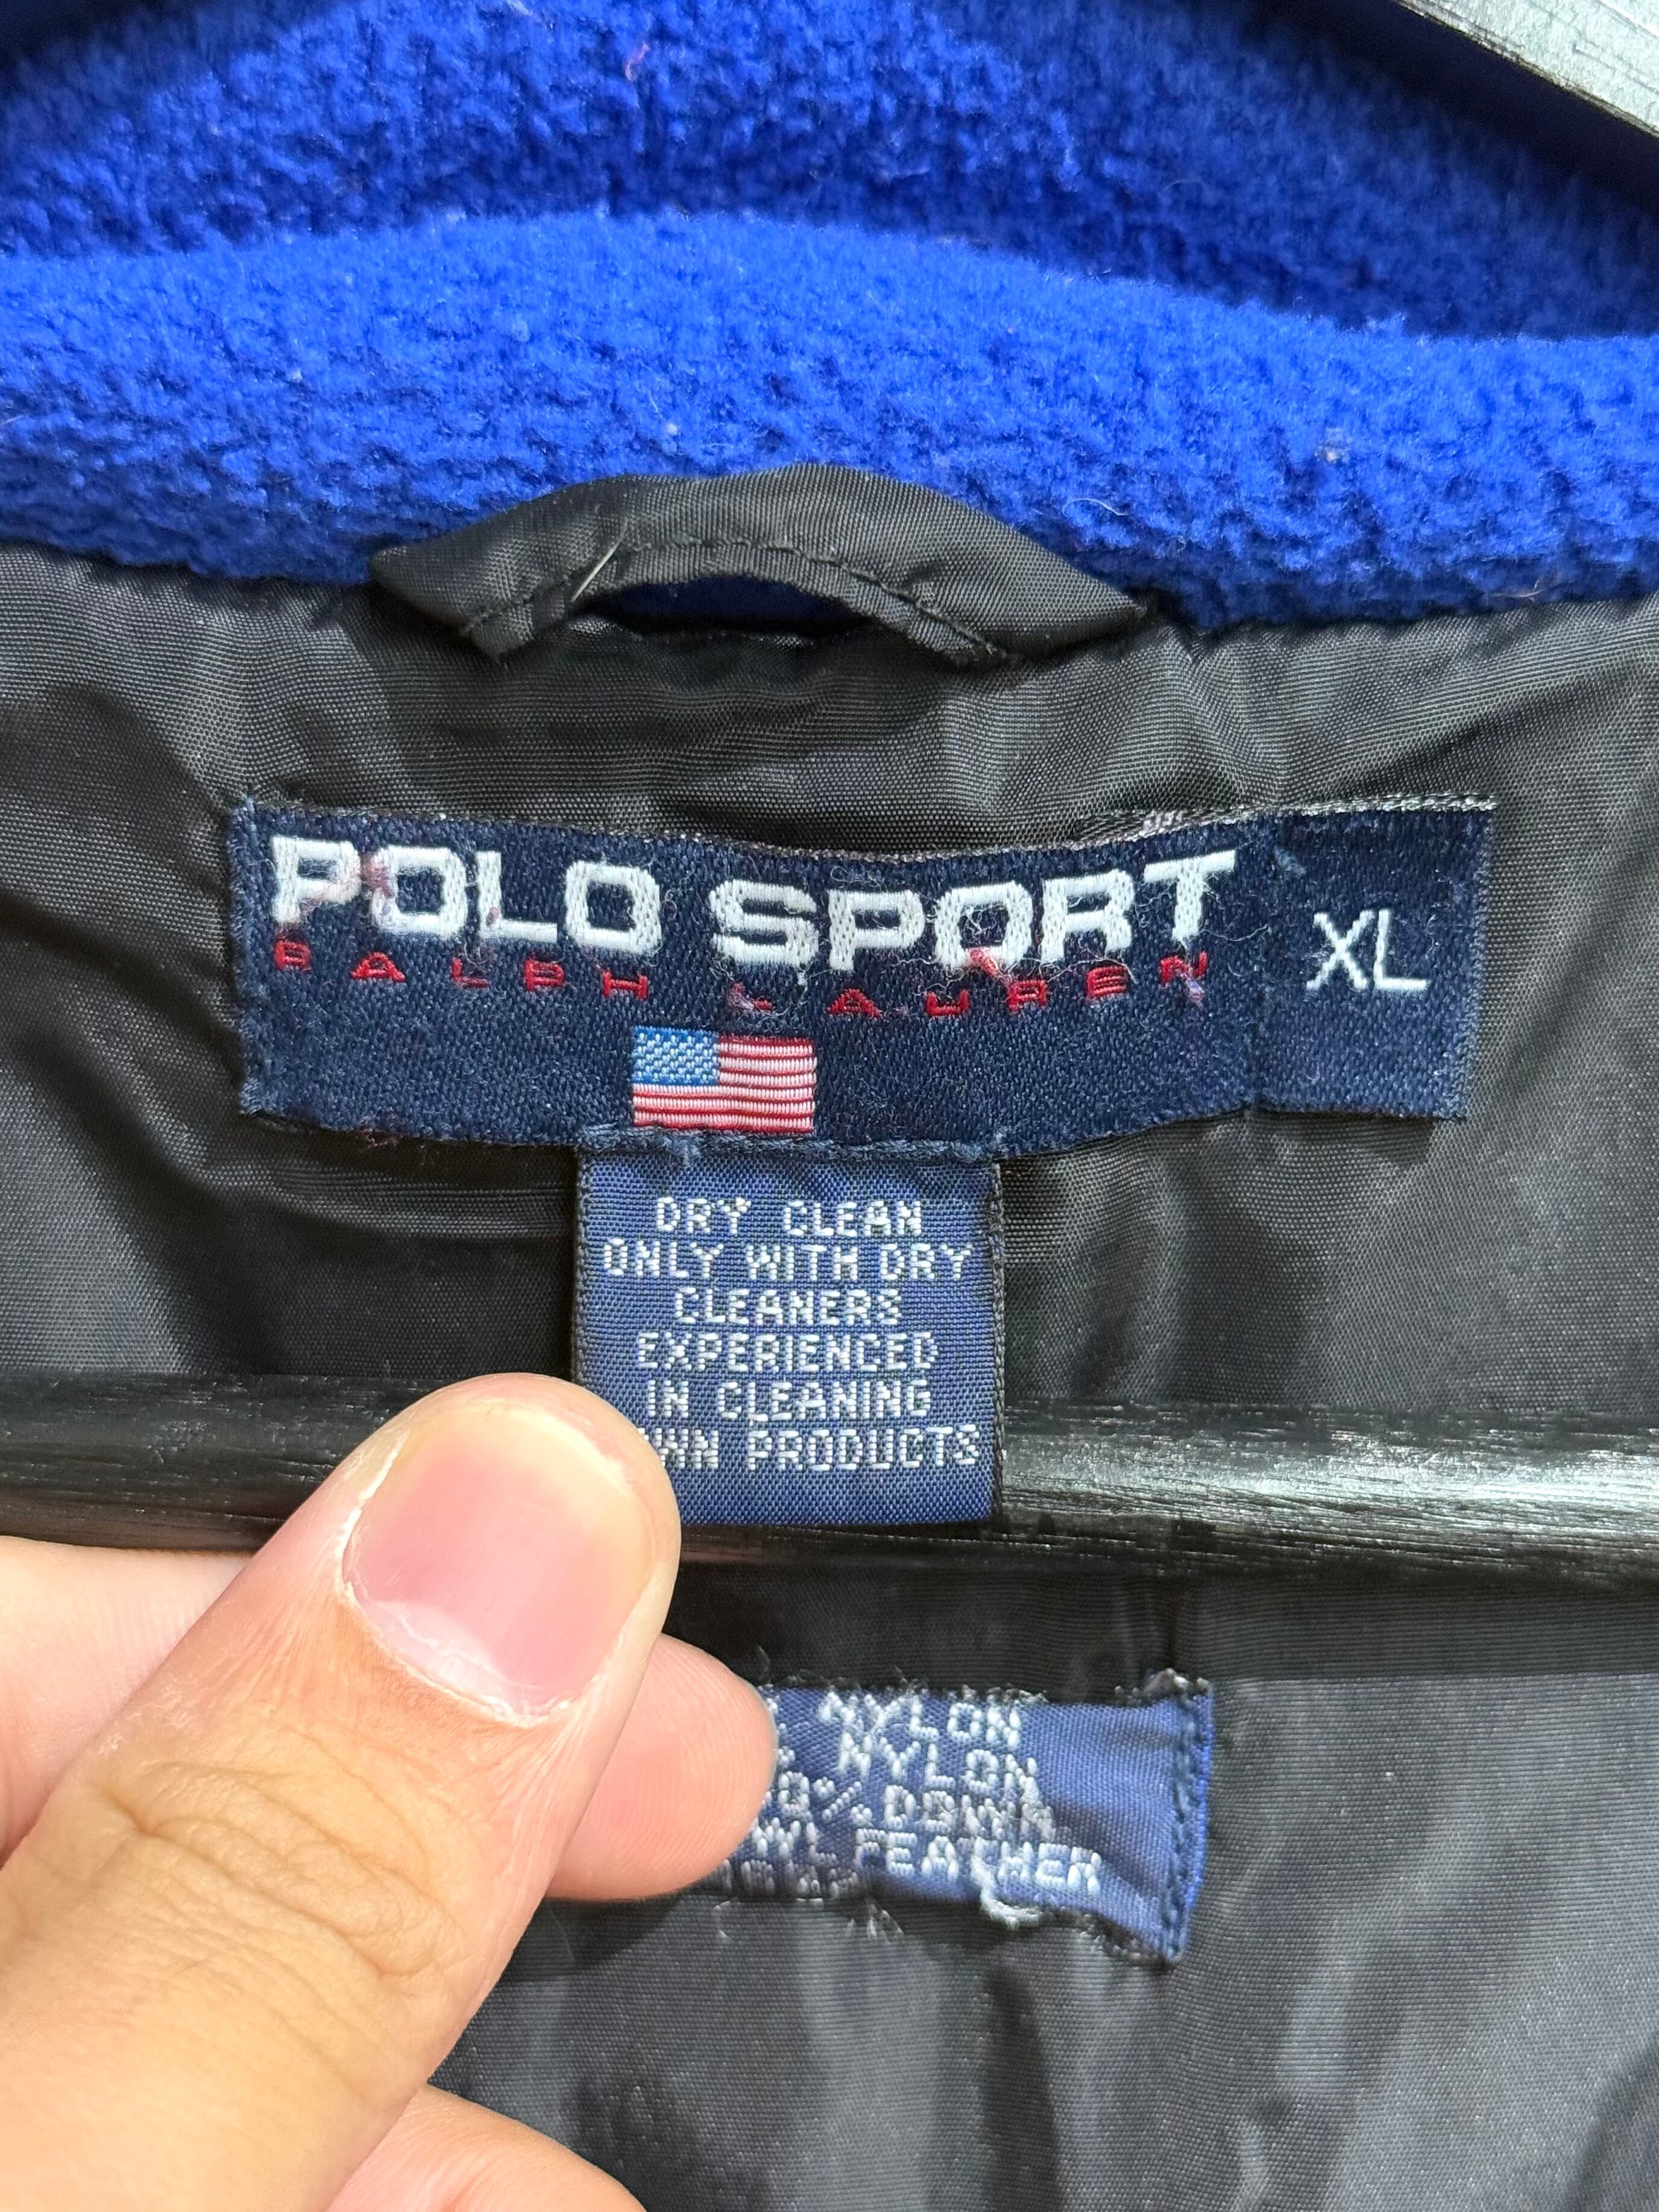 POLO SPORT XL
RALPH LAUREN
DRY CLEAN
ONLY WITH DRY
CLEANERS
EXPERIENCED
IN CLEANING
PRODUCTS
NYLON
NYLON
DOWN
FEATHER